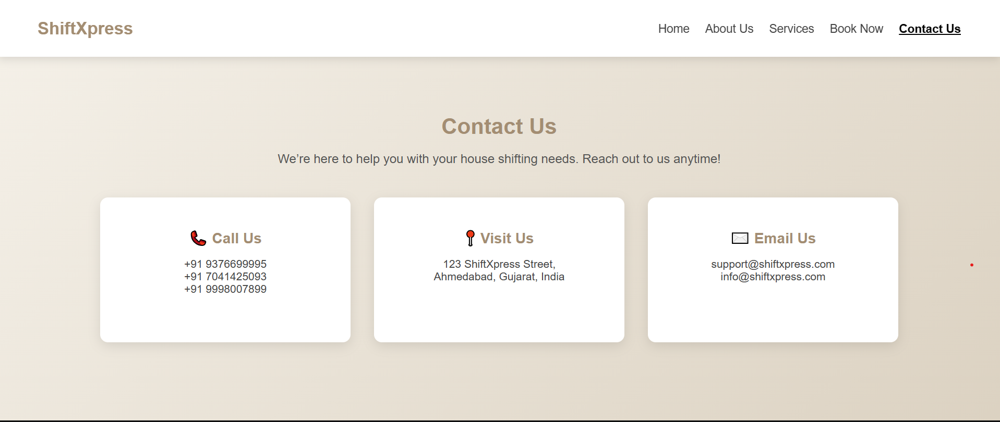 ShiftXpress
Home About Us Services Book Now Contact Us
Contact Us
We’re here to help you with your house shifting needs. Reach out to us anytime!
Call Us
+91 9376699995
+91 7041425093
+91 9998007899
Visit Us
123 ShiftXpress Street,
Ahmedabad, Gujarat, India
Email Us
support@shiftxpress.com
info@shiftxpress.com